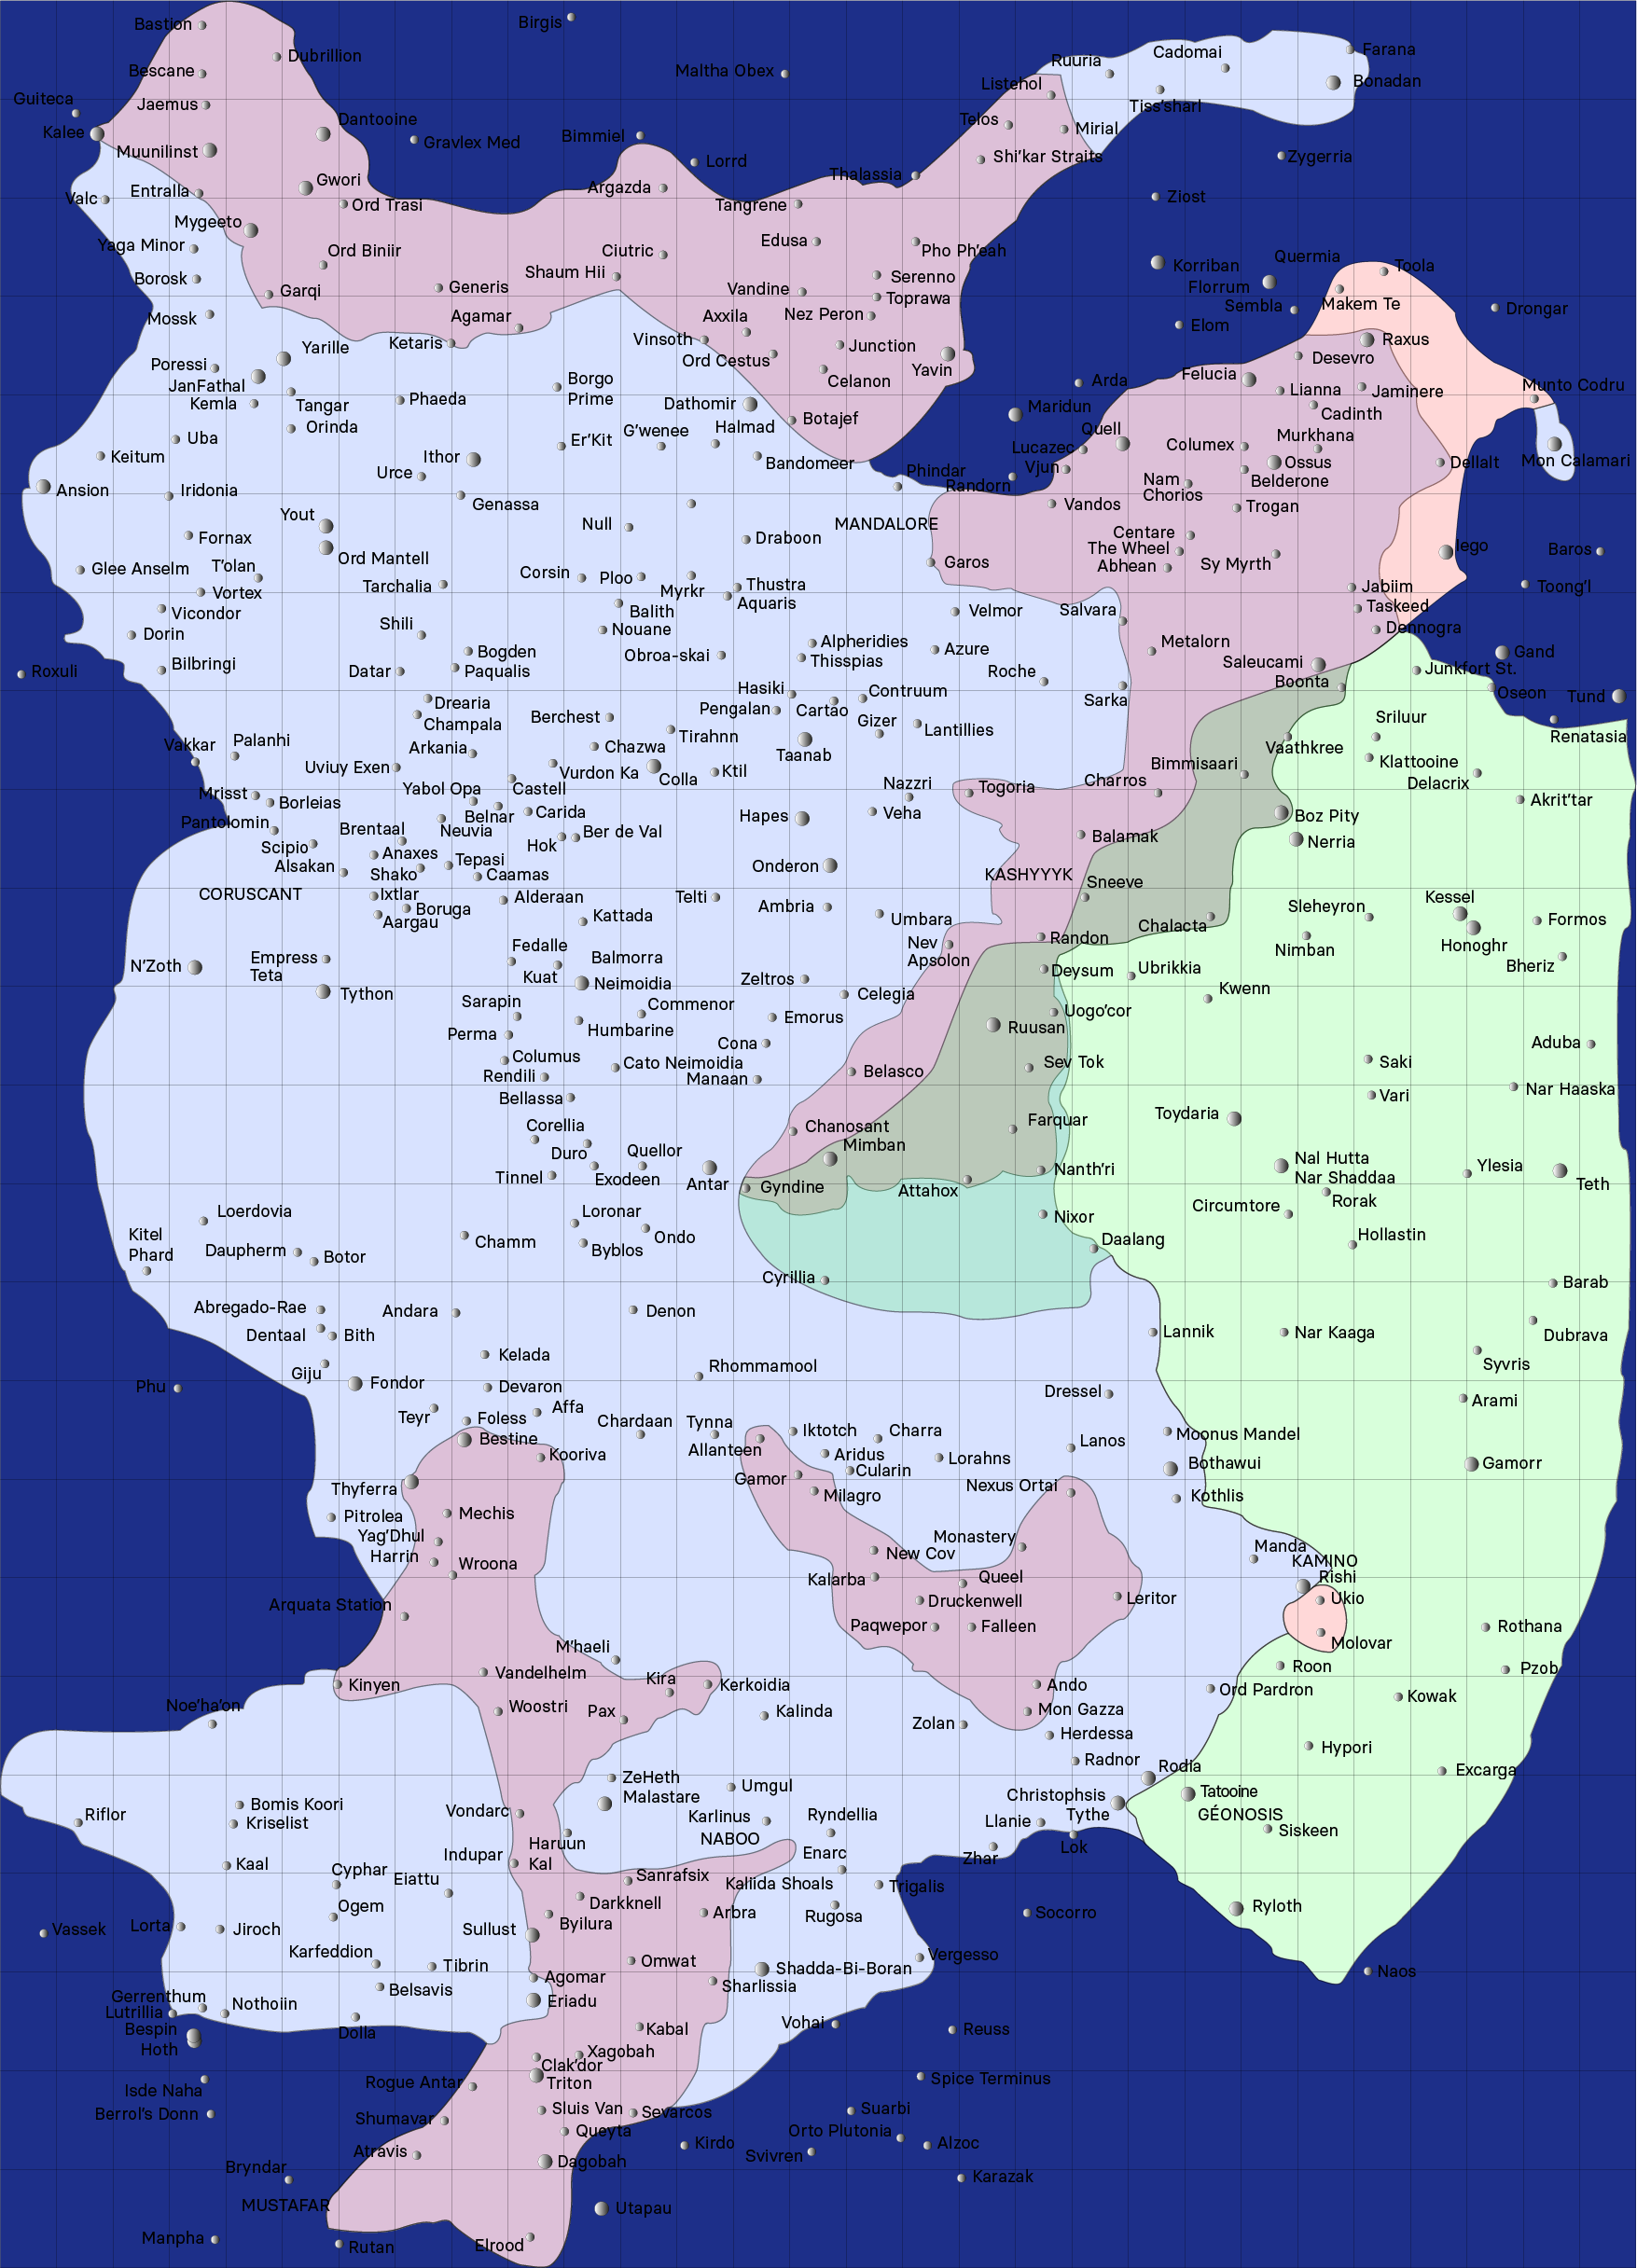 Bastion
Birgis
Dubrillion
Farana
Cadomai
Ruuria
Bescane
Maltha Obex
Listehol
Bonadan
Guiteca
Jaemus
Tiss'sharl
Kalee
Dantooine
Telos
Mirial
Gravlex Med
Bimmiel
Muunilinst
Lorrd
Shi'kar Straits
Zygerria
Thalassia
Gwori
Argazda
Entralla
Valc
Ord Trasi
Tangrene
Ziost
Mygeeto
Yaga Minor
Edusa
Ord Biniir
Ciutric
Pho Ph'eah
Quermia
Korriban
Toola
Borosk
Shaum Hii
Serenno
Garqi
Generis
Vandine
Toprawa
Florrum
Makem Te
Mossk
Agamar
Axxila
Nez Peron
Sembla
Drongar
Elom
Ketaris
Vinsoth
Junction
Raxus
Yarille
Ord Cestus
Yavin
Desevro
Poressi
JanFathal
Borgo
Prime
Celanon
Arda
Felucia
Lianna
Jaminere
Munto Codru
Kemla
Tangar
Phaeda
Dathomir
Maridun
Cadinth
Orinda
G'wenee
Halmad
Botajef
Quell
Murkhana
Uba
Er'Kit
Lucazec
Columex
Keitum
Ithor
Bandomeer
Phindar
Vjun
Ossus
Dellalt
Mon Calamari
Urce
Randorn
Nam
Chorios
Belderone
Ansion
Iridonia
Genassa
Vandos
Trogan
Yout
Null
MANDALORE
Fornax
Draboon
Centare
Ord Mantell
The Wheel
Iego
Baros
Glee Anselm
T'olan
Corsin
Ploo
Garos
Abhean
Sy Myrth
Tarchalia
Myrkr
Thustra
Jabiim
Toong'l
Vortex
Aquaris
Vicondor
Balith
Velmor
Salvara
Taskeed
Dorin
Shili
Nouane
Dennogra
Bogden
Alpheridies
Azure
Metalorn
Gand
Obroa-skai
Thisspias
Saleucami
Bilbringi
Junkfort St.
Roxuli
Datar
Paqualis
Roche
Boonta
Hasiki
Contruum
Oseon
Tund
Drearia
Pengalan
Cartao
Sarka
Champala
Berchest
Gizer
Lantillies
Sriluur
Tirahnn
Renatasia
Vakkar
Palanhi
Arkania
Chazwa
Taanab
Vaathkree
Klattooine
Uviuy Exen
Vurdon Ka
Colla
Ktil
Bimmisaari
Delacrix
Yabol Opa
Castell
Nazzri
Togoria
Charros
Mrisst
Borleias
Akrit'tar
Belnar
Carida
Hapes
Veha
Boz Pity
Pantolomin
Brentaal
Neuvia
Ber de Val
Balamak
Nerria
Scipio
Anaxes
Hok
Alsakan
Shako
Tepasi
Onderon
KASHYYYK
Caamas
Sneeve
CORUSCANT
Ixtlar
Alderaan
Telti
Kessel
Boruga
Ambria
Sleheyron
Aargau
Kattada
Umbara
Chalacta
Formos
Fedalle
Nev
Apsolon
Randon
Nimban
Honoghr
Empress
Teta
Balmorra
N'Zoth
Kuat
Neimoidia
Zeltros
Deysum
Ubrikkia
Bheriz
Tython
Sarapin
Commenor
Celegia
Kwenn
Uogo'cor
Perma
Humbarine
Emorus
Ruusan
Cona
Aduba
Columus
Cato Neimoidia
Sev Tok
Saki
Rendili
Manaan
Belasco
Nar Haaska
Bellassa
Vari
Corellia
Chanosant
Farquar
Toydaria
Duro
Quellor
Mimban
Nal Hutta
Tinnel
Exodeen
Antar
Gyndine
Attahox
Nanth'ri
Nar Shaddaa
Ylesia
Teth
Rorak
Loerdovia
Loronar
Nixor
Circumtore
Kitel
Phard
Ondo
Hollastin
Daupherm
Botor
Chamm
Byblos
Daalang
Cyrillia
Barab
Abregado-Rae
Andara
Denon
Dentaal
Bith
Lannik
Nar Kaaga
Dubrava
Giju
Kelada
Rhommamool
Syvris
Phu
Fondor
Devaron
Dressel
Arami
Teyr
Foless
Affa
Chardaan
Tynna
Iktotch
Charra
Moonus Mandel
Bestine
Allanteen
Lanos
Kooriva
Aridus
Lorahns
Bothawui
Gamorr
Thyferra
Gamor
Cularin
Nexus Ortai
Milagro
Kothlis
Pitrolea
Mechis
Yag'Dhul
Monastery
Harrin
New Cov
Manda
KAMINO
Wroona
Kalarba
Queel
Rishi
Arquata Station
Druckenwell
Leritor
Ukio
Paqwepor
Falleen
Rothana
M'haeli
Molovar
Vandelhelm
Kira
Roon
Pzob
Kinyen
Kerkoidia
Ando
Ord Pardron
Kowak
Noe'ha'on
Woostri
Pax
Kalinda
Mon Gazza
Zolan
Herdessa
Hypori
Radnor
Rodia
Excarga
ZeHeth
Umgul
Malastare
Christophsis
Tatooine
Bomis Koori
Riflor
Vondarc
Karlinus
Ryndellia
Tythe
GÉONOSIS
Kriselist
Llanie
Siskeen
Haruun
Kal
NABOO
Lok
Indupar
Enarc
Zhar
Kaal
Cyphar
Eiattu
Sanrafsix
Kaliida Shoals
Trigalis
Ogem
Darkknell
Ryloth
Lorta
Byilura
Arbra
Rugosa
Socorro
Vassek
Jiroch
Sullust
Karfeddion
Vergesso
Tibrin
Omwat
Shadda-Bi-Boran
Naos
Agomar
Belsavis
Sharlissia
Gerrenthum
Nothoiin
Eriadu
Lutrillia
Bespin
Dolla
Kabal
Vohai
Reuss
Hoth
Xagobah
Clak'dor
Isde Naha
Rogue Antar
Triton
Spice Terminus
Berrol's Donn
Shumavar
Sluis Van
Sevarcos
Suarbi
Queyta
Orto Plutonia
Atravis
Kirdo
Alzoc
Dagobah
Svivren
Bryndar
Karazak
MUSTAFAR
Utapau
Manpha
Rutan
Elrood